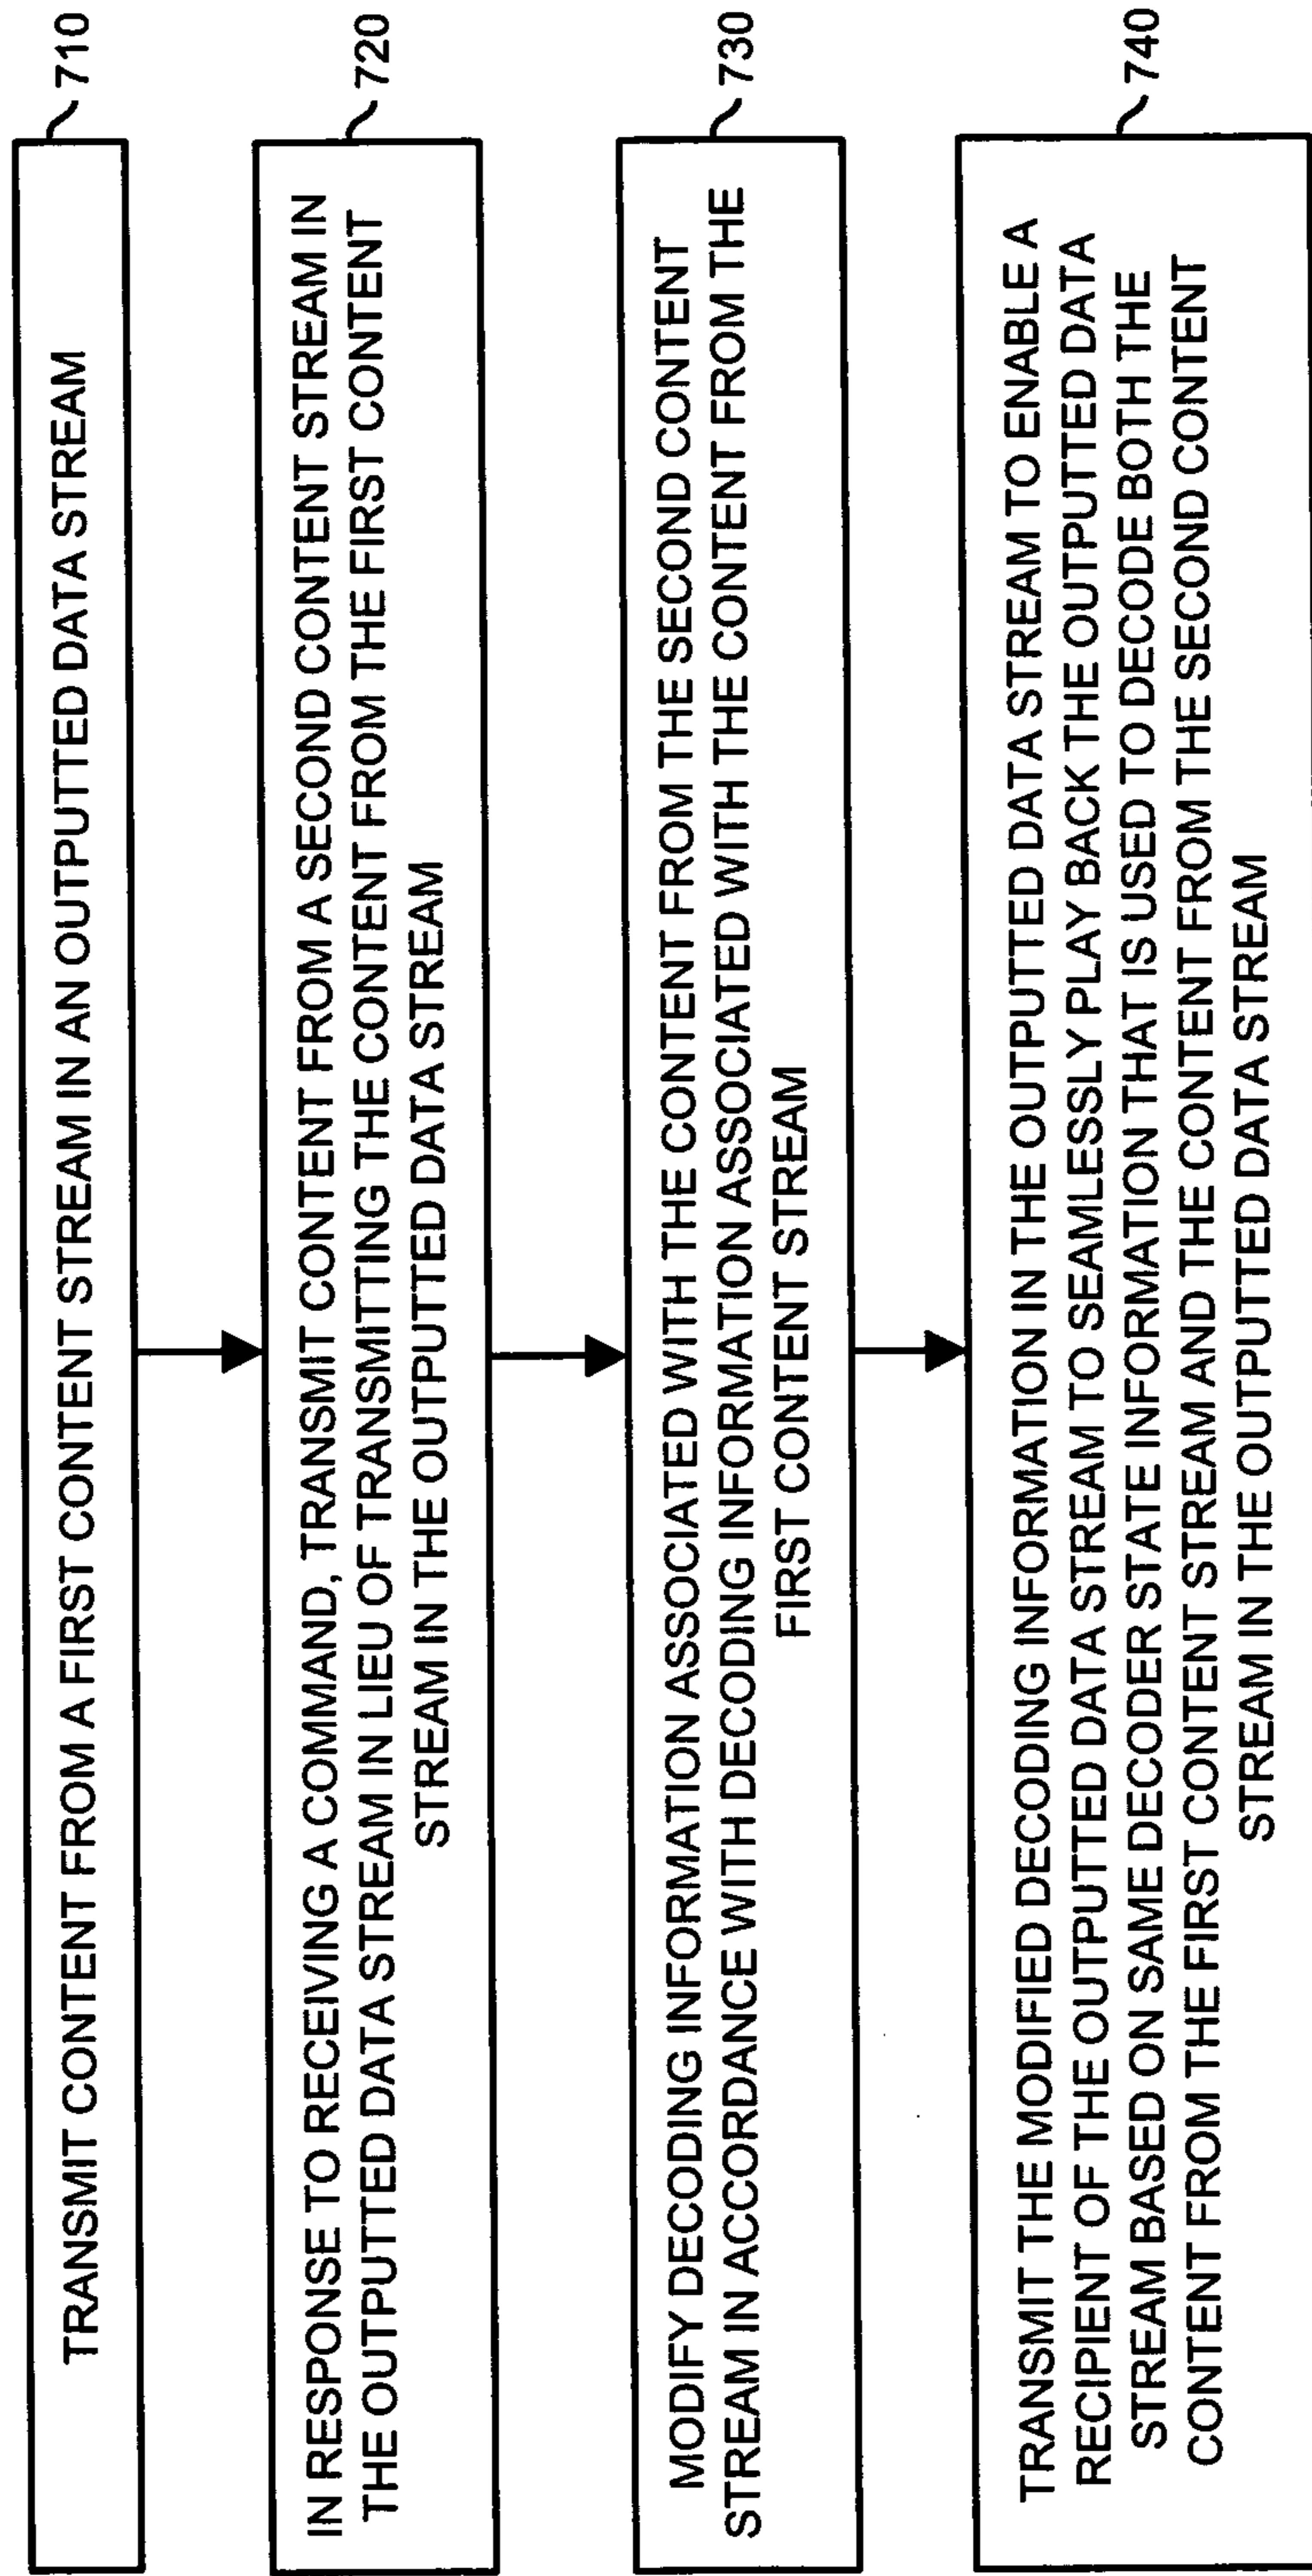 TRANSMIT CONTENT FROM A FIRST CONTENT STREAM IN AN OUTPUTTED DATA STREAM
710
IN RESPONSE TO RECEIVING A COMMAND, TRANSMIT CONTENT FROM A SECOND CONTENT STREAM IN
THE OUTPUTTED DATA STREAM IN LIEU OF TRANSMITTING THE CONTENT FROM THE FIRST CONTENT
STREAM IN THE OUTPUTTED DATA STREAM
720
MODIFY DECODING INFORMATION ASSOCIATED WITH THE CONTENT FROM THE SECOND CONTENT
STREAM IN ACCORDANCE WITH DECODING INFORMATION ASSOCIATED WITH THE CONTENT FROM THE
FIRST CONTENT STREAM
730
TRANSMIT THE MODIFIED DECODING INFORMATION IN THE OUTPUTTED DATA STREAM TO ENABLE A
RECIPIENT OF THE OUTPUTTED DATA STREAM TO SEAMLESSLY PLAY BACK THE OUTPUTTED DATA
STREAM BASED ON SAME DECODER STATE INFORMATION THAT IS USED TO DECODE BOTH THE
CONTENT FROM THE FIRST CONTENT STREAM AND THE CONTENT FROM THE SECOND CONTENT
STREAM IN THE OUTPUTTED DATA STREAM
740